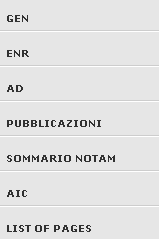 GEN
ENR
AD
PUBBLICAZIONI
SOMMARIO NOTAM
AIC
LIST OF PAGES